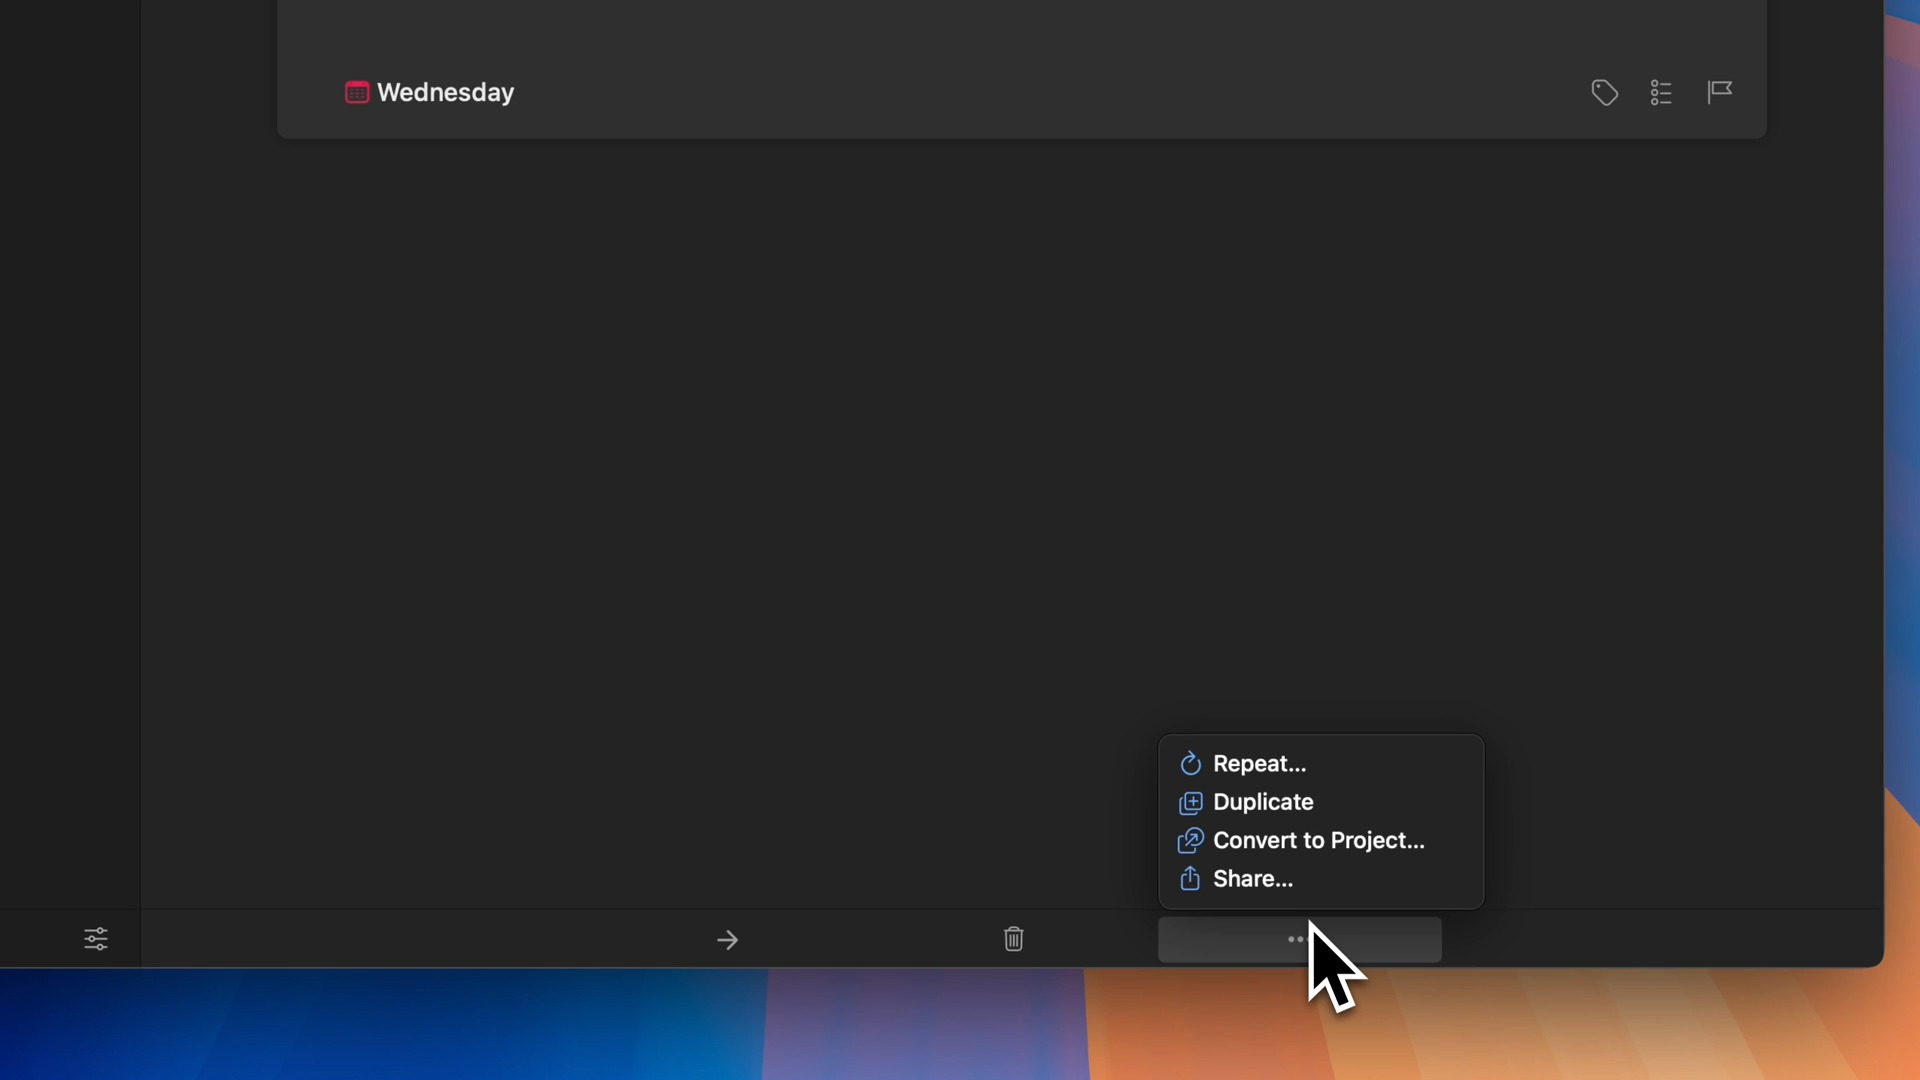 Wednesday
Repeat...
Duplicate
Convert to Project...
Share...